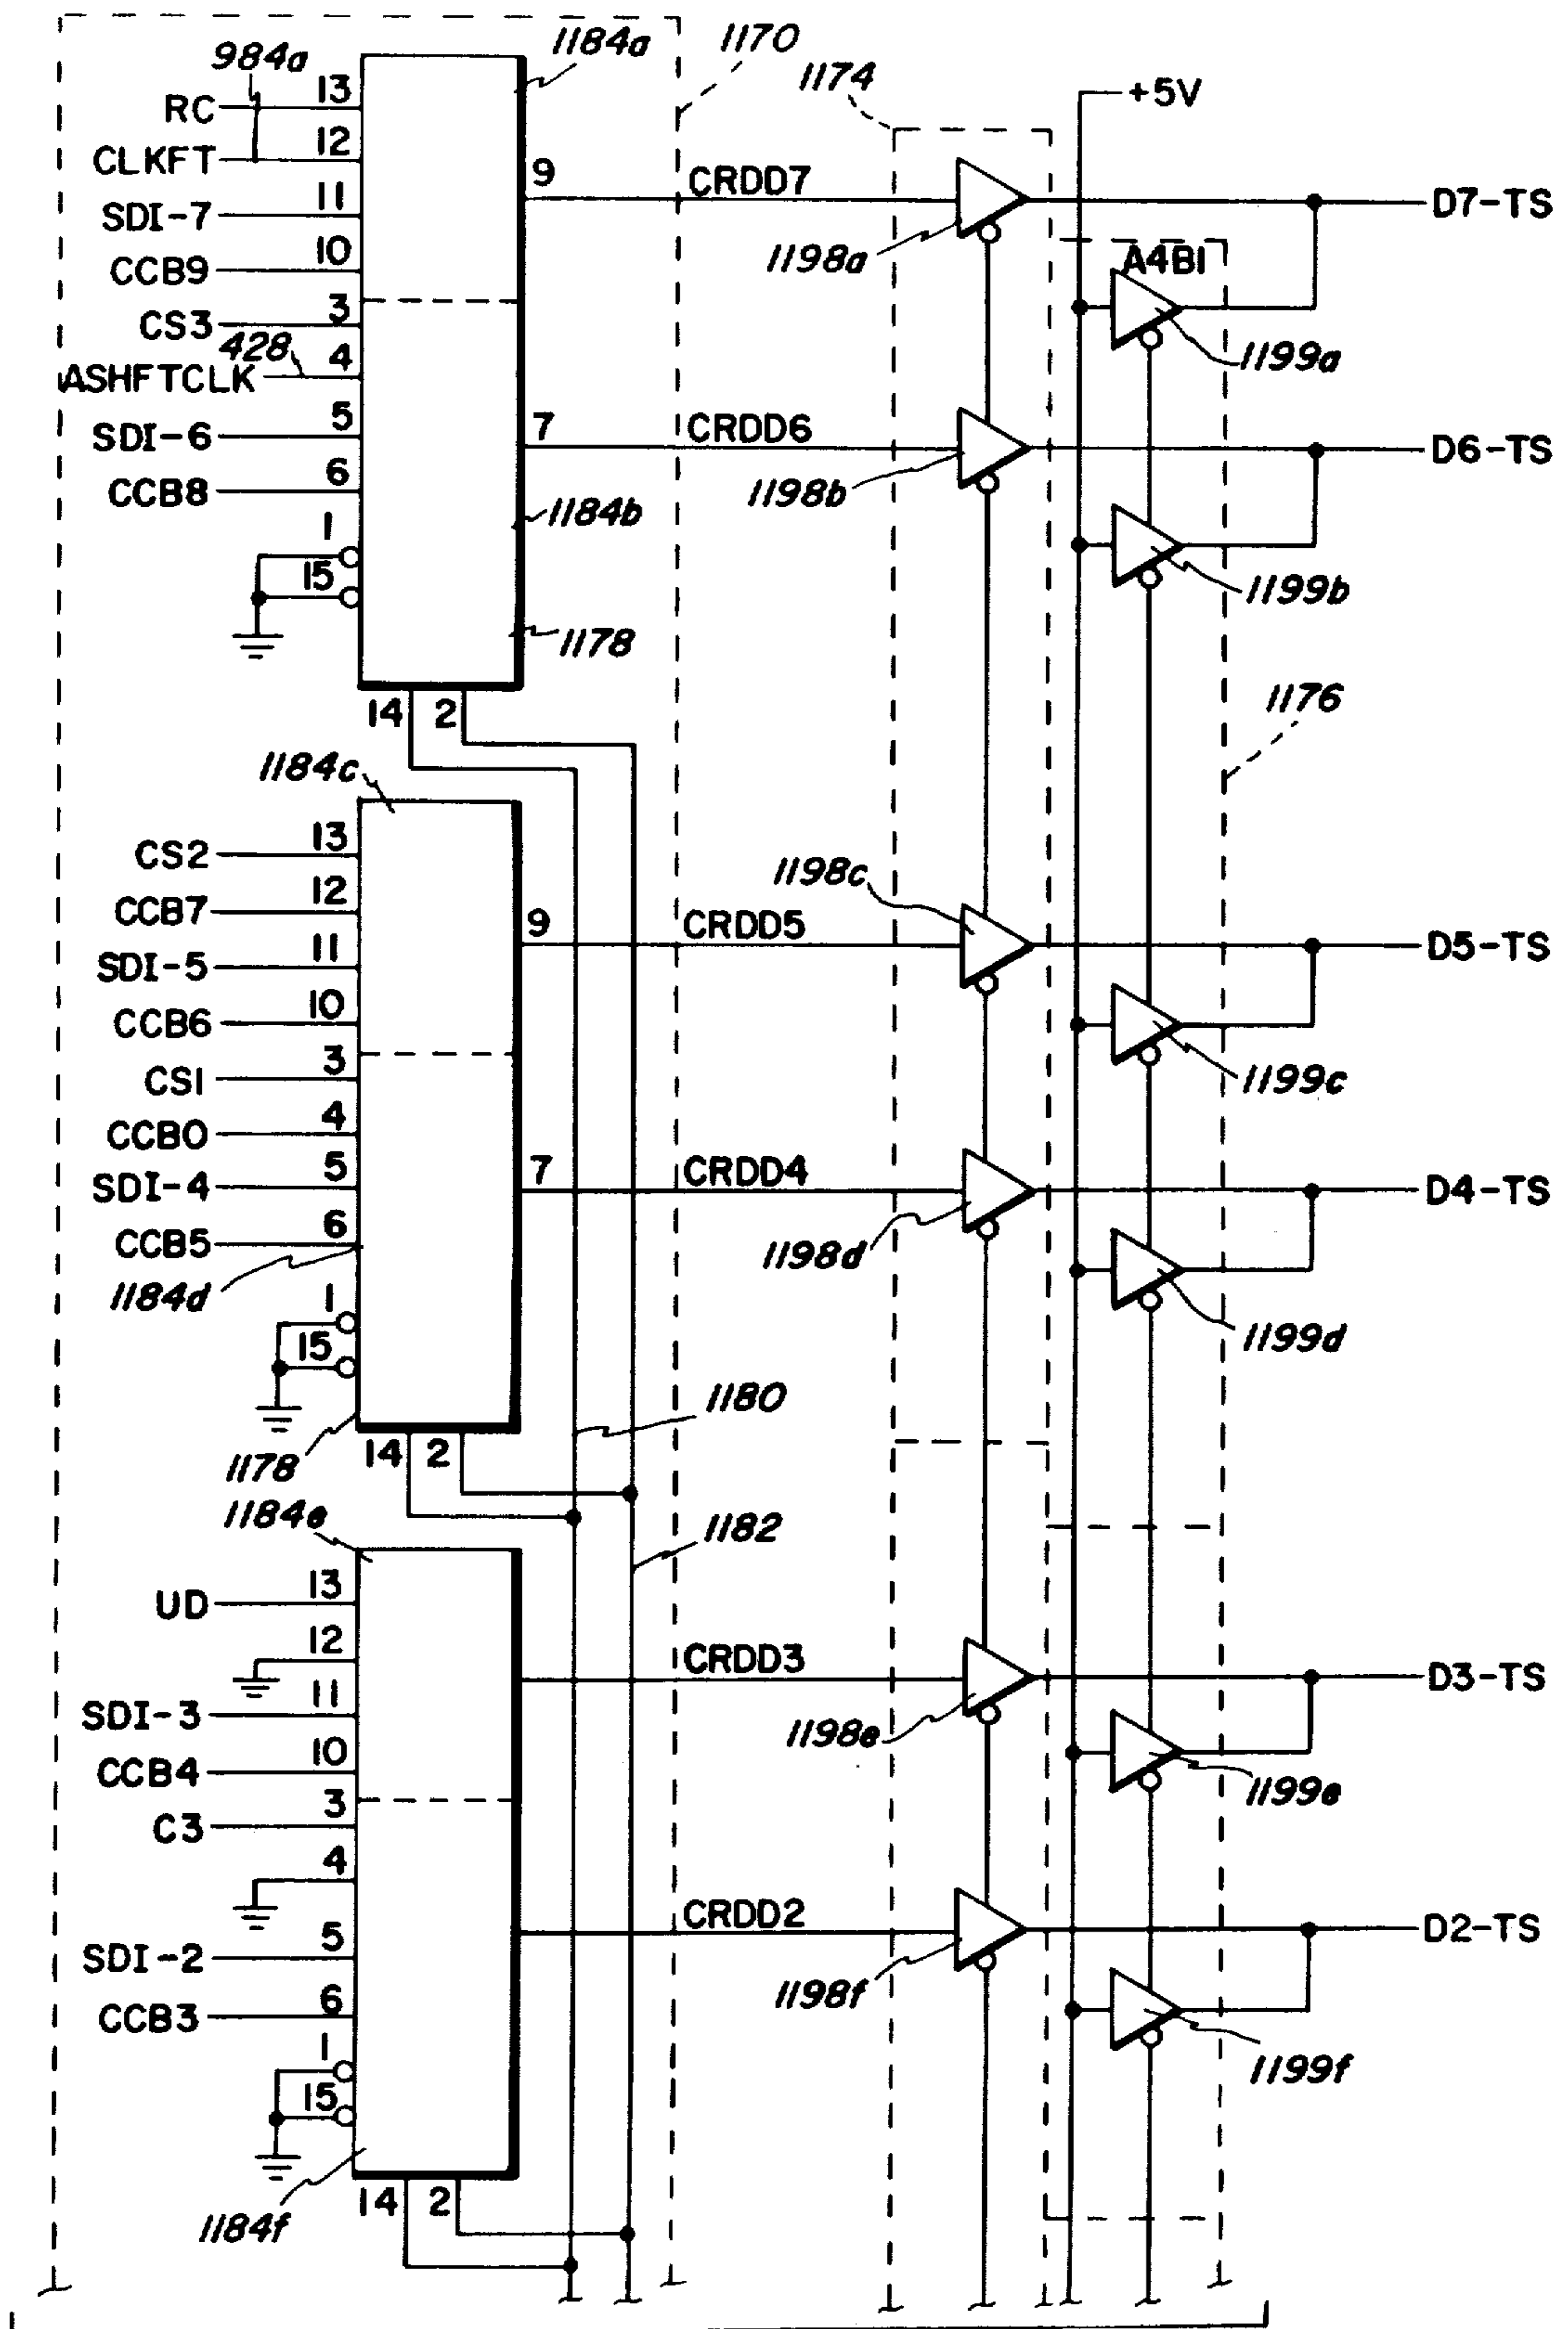 984a
1184a
1170
1174
+5V
RC 13
CLKFT 12
9 CRDD7
D7-TS
SDI-7 11
1198a
A4B1
CCB9 10
CS3 3
428
1199a
ASHFTCLK 4
SDI-6 5
7 CRDD6
D6-TS
CCB8 6
1198b
1184b
1
15
1199b
1178
14 2
1176
1184c
CS2 13
1198c
CCB7 12
9 CRDD5
D5-TS
SDI-5 11
CCB6 10
CS1 3
1199c
CCB0 4
SDI-4 5
7 CRDD4
D4-TS
CCB5 6
1198d
1184d
1
15
1199d
1180
14 2
1178
1184e
1182
UD 13
12
CRDD3
D3-TS
SDI-3 11
1198e
CCB4 10
1199e
C3 3
4
CRDD2
D2-TS
SDI-2 5
1198f
CCB3 6
1
15
1199f
14 2
1184f